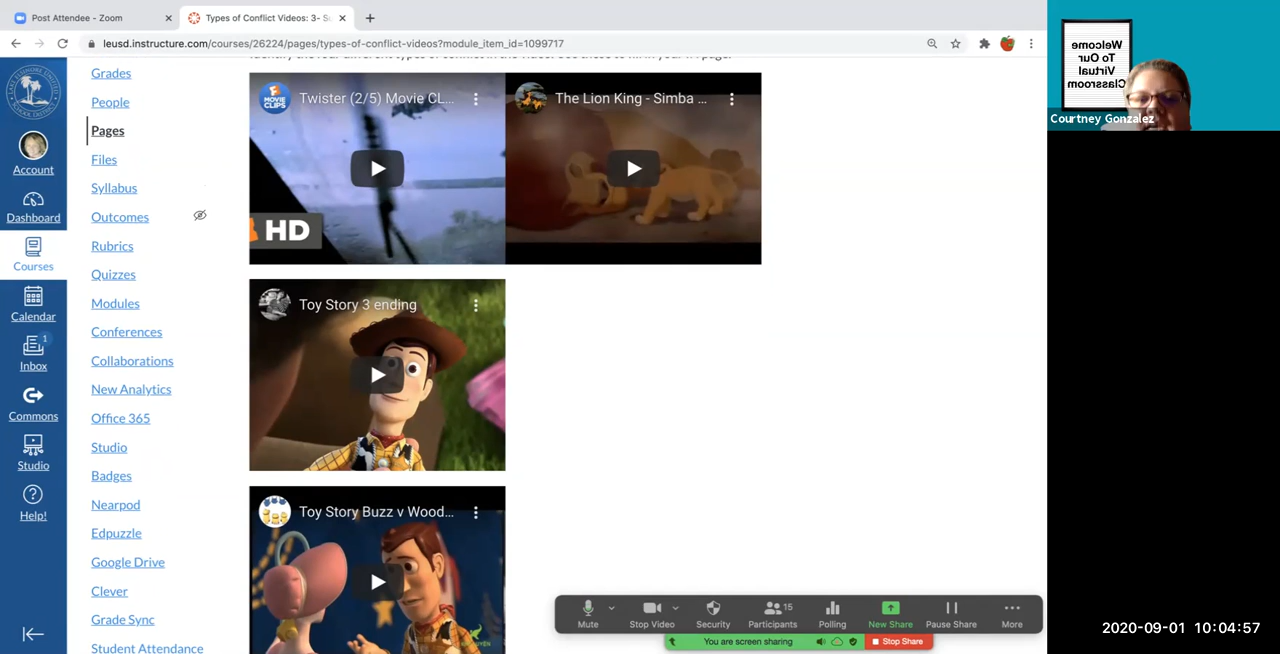 Post Attendee - Zoom
Types of Conflict Videos: 3- S
leusd.instructure.com/courses/26224/pages/types-of-conflict-videos?module_item_id=1099717
Welcome
To Our
Virtual
Classroom
Courtney Gonzalez
Account
Dashboard
Courses
Calendar
1
Inbox
Commons
Studio
Help!
Grades
People
Pages
Files
Syllabus
Outcomes
Rubrics
Quizzes
Modules
Conferences
Collaborations
New Analytics
Office 365
Studio
Badges
Nearpod
Edpuzzle
Google Drive
Clever
Grade Sync
Student Attendance
MOVIE CLIPS
Twister (2/5) Movie CL...
HD
The Lion King - Simba ...
Toy Story 3 ending
Toy Story Buzz v Wood...
Mute
Stop Video
Security
15
Participants
Polling
New Share
Pause Share
More
You are screen sharing
Stop Share
2020-09-01 10:04:57